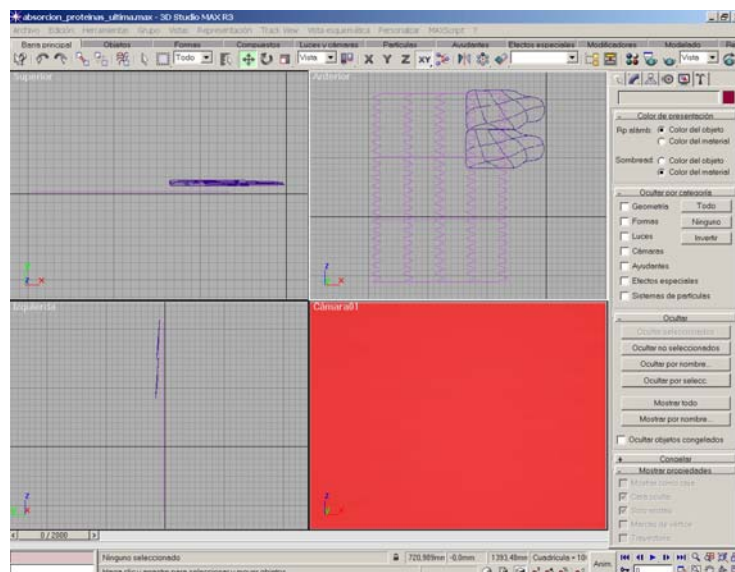 absorcion_proteinas_ultima.max - 3D Studio MAX R3
Archivo Edición Herramientas Grupo Vistas Representación Track View Vista esquemática Personalizar MAXScript ?
Barra principal Objetos Formas Compuestos Luces y cámaras Partículas Ayudantes Efectos especiales Modificadores Modelado Re
Todo Vista X Y Z XY Vista
Superior Anterior
Izquierda Cámara01
Color de presentación
Rp alámb: Color del objeto
Color del material
Sombread: Color del objeto
Color del material
Ocultar por categoría
Geometría Todo
Formas Ninguno
Luces Invertir
Cámaras
Ayudantes
Efectos especiales
Sistemas de partículas
Ocultar
Ocultar seleccionados
Ocultar no seleccionados
Ocultar por nombre...
Ocultar por selecc.
Mostrar todo
Mostrar por nombre...
Ocultar objetos congelados
Congelar
Mostrar propiedades
Mostrar como caja
Cara oculta
Sólo aristas
Marcas de vértice
Trayectoria
0 / 2000
Ninguno seleccionado
720,989mm -0,0mm 1393,48mm Cuadrícula = 10
Anim.